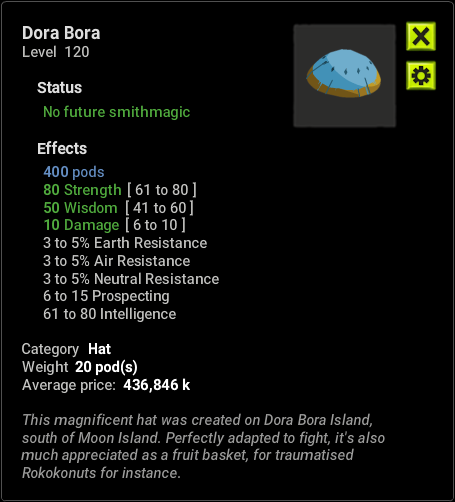 Dora Bora
Level 120
Status
No future smithmagic
Effects
400 pods
80 Strength [ 61 to 80 ]
50 Wisdom [ 41 to 60 ]
10 Damage [ 6 to 10 ]
3 to 5% Earth Resistance
3 to 5% Air Resistance
3 to 5% Neutral Resistance
6 to 15 Prospecting
61 to 80 Intelligence
Category Hat
Weight 20 pod(s)
Average price: 436,846 k
This magnificent hat was created on Dora Bora Island,
south of Moon Island. Perfectly adapted to fight, it's also
much appreciated as a fruit basket, for traumatised
Rokokonuts for instance.